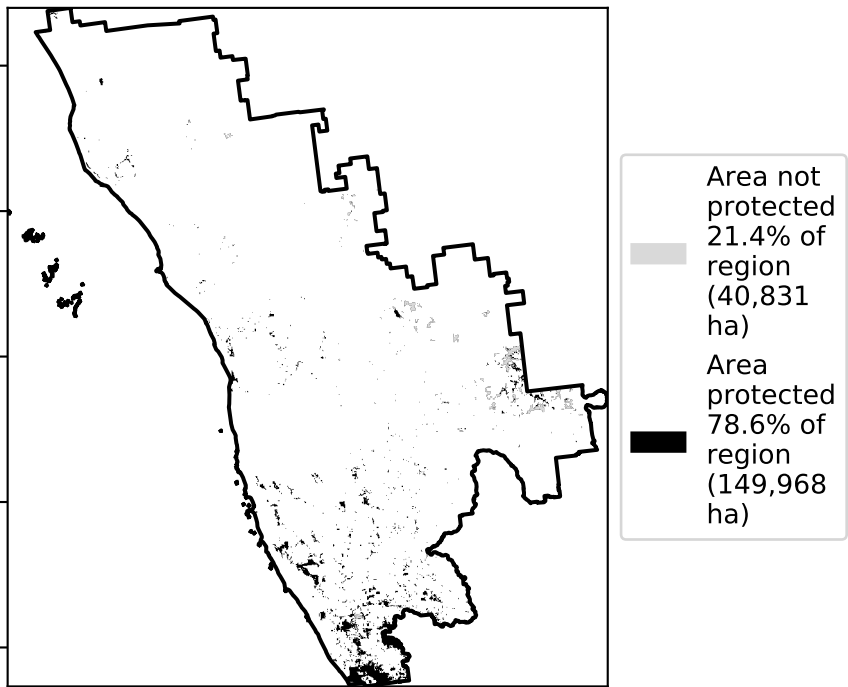 Area not
protected
21.4% of
region
(40,831
ha)
Area
protected
78.6% of
region
(149,968
ha)